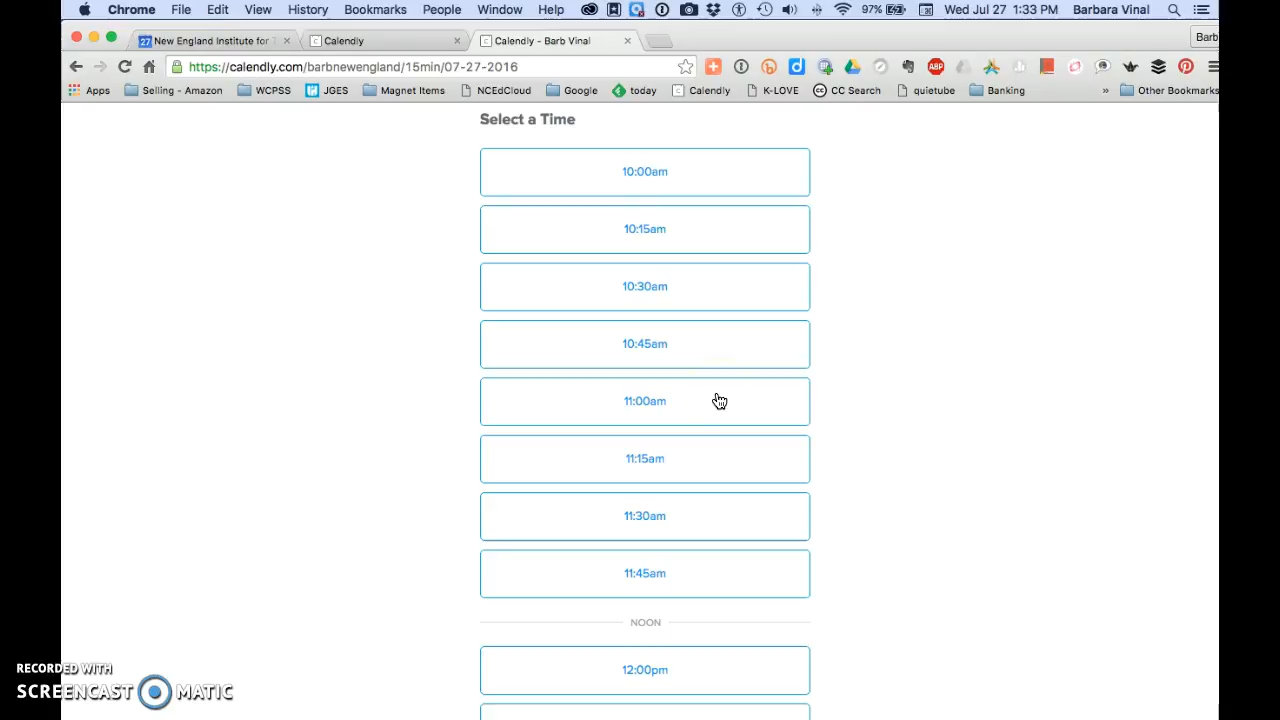 Chrome File Edit View History Bookmarks People Window Help 97% Wed Jul 27 1:33 PM Barbara Vinal
27 New England Institute for T Calendly Calendly - Barb Vinal Barb
https://calendly.com/barbnewengland/15min/07-27-2016 ABP
Apps Selling - Amazon WCPSS JGES Magnet Items NCEdCloud Google today Calendly K-LOVE CC Search quietube Banking » Other Bookmarks
Select a Time
10:00am
10:15am
10:30am
10:45am
11:00am
11:15am
11:30am
11:45am
NOON
12:00pm
RECORDED WITH
SCREENCAST MATIC